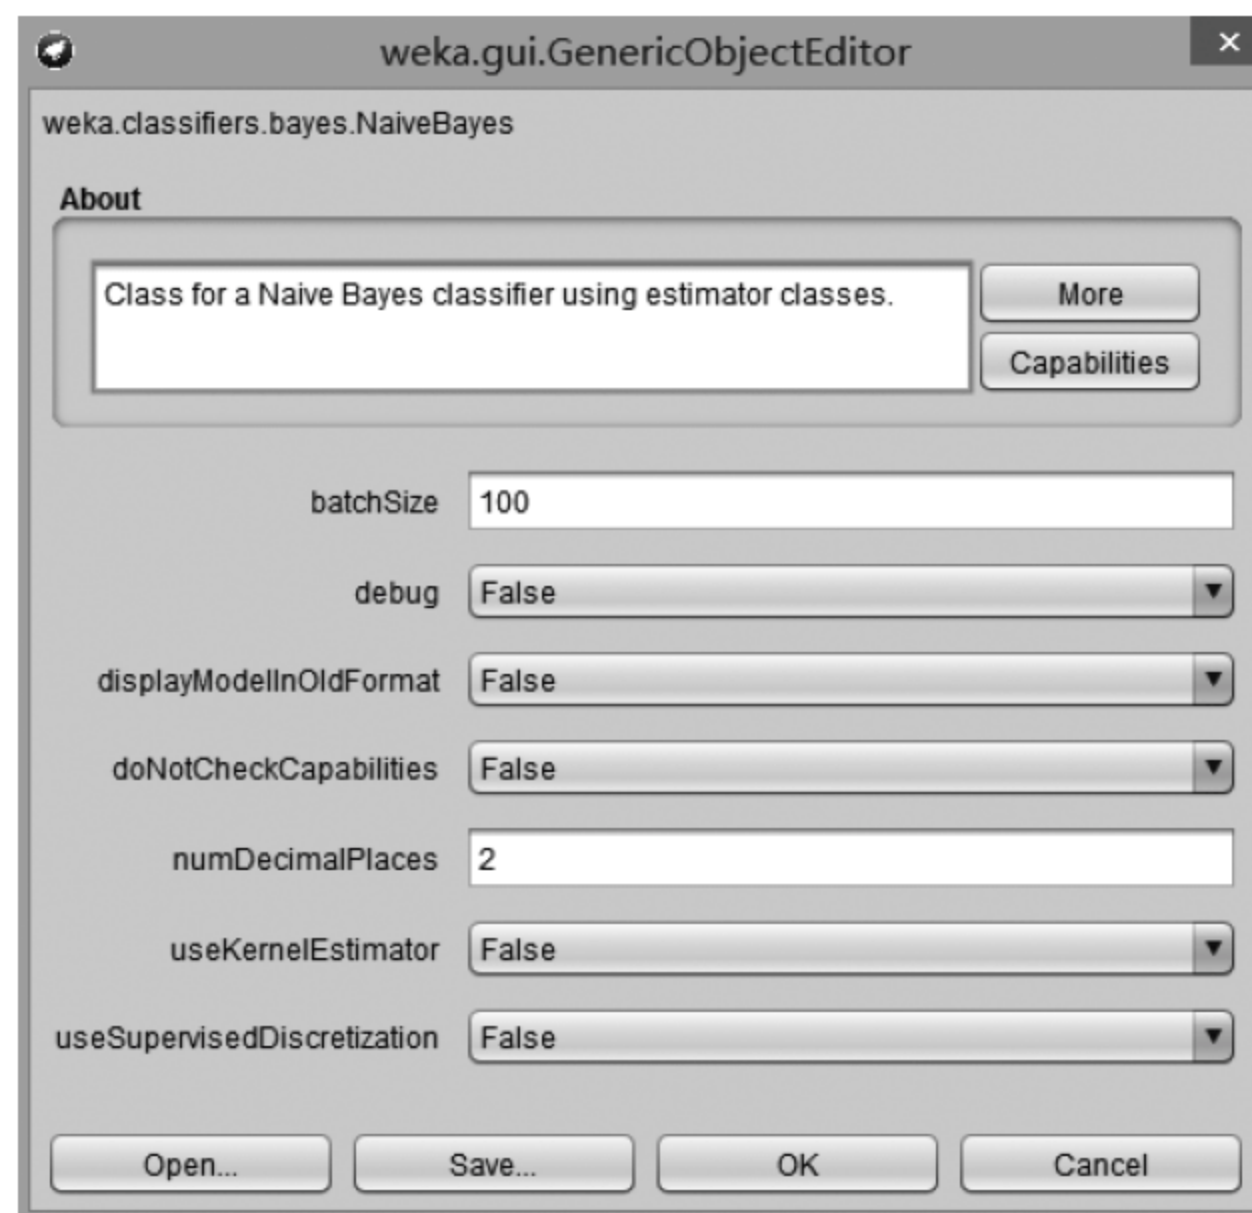 weka.gui.GenericObjectEditor
weka.classifiers.bayes.NaiveBayes
About
Class for a Naive Bayes classifier using estimator classes.
More
Capabilities
batchSize 100
debug False
displayModelInOldFormat False
doNotCheckCapabilities False
numDecimalPlaces 2
useKernelEstimator False
useSupervisedDiscretization False
Open... Save... OK Cancel